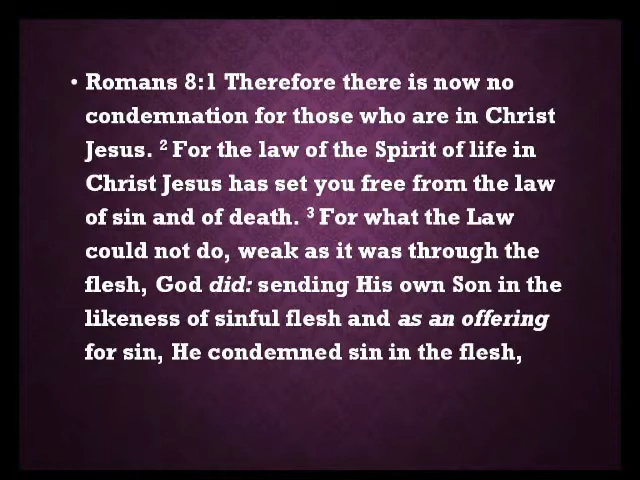 • Romans 8:1 Therefore there is now no
condemnation for those who are in Christ
Jesus. ² For the law of the Spirit of life in
Christ Jesus has set you free from the law
of sin and of death. ³ For what the Law
could not do, weak as it was through the
flesh, God did: sending His own Son in the
likeness of sinful flesh and as an offering
for sin, He condemned sin in the flesh,